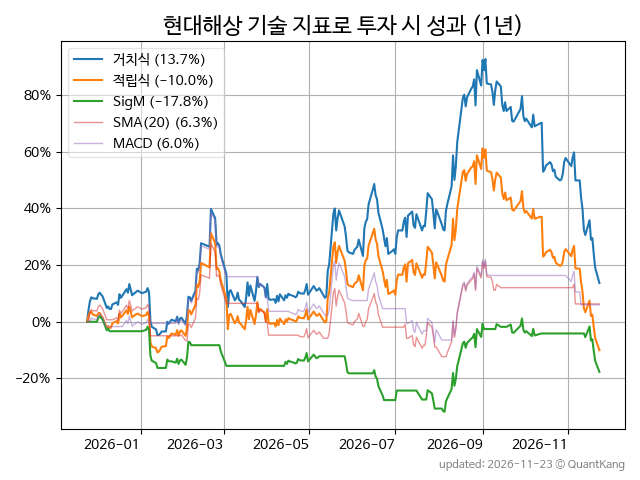 현대해상 기술 지표로 투자 시 성과 (1년)
거치식 (13.7%)
적립식 (−10.0%)
SigM (−17.8%)
SMA(20) (6.3%)
MACD (6.0%)
80%
60%
40%
20%
0%
−20%
2026-01 2026-03 2026-05 2026-07 2026-09 2026-11
updated: 2026-11-23 ⓒ QuantKang